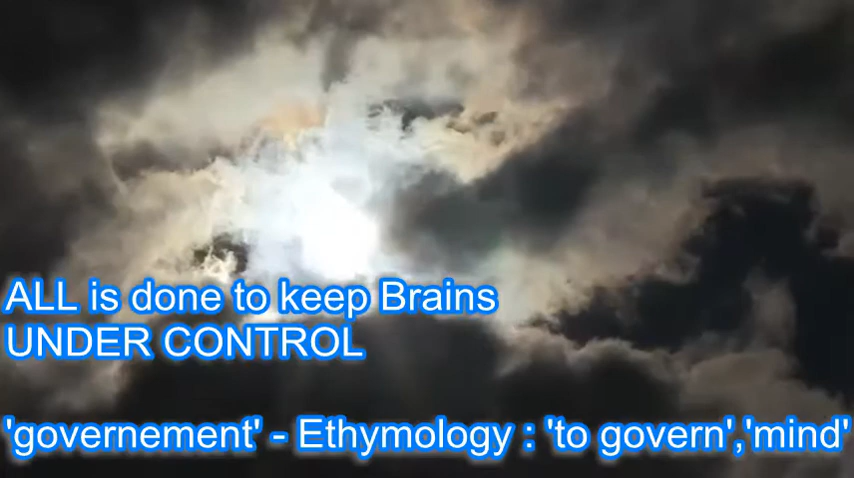 ALL is done to keep Brains
UNDER CONTROL
'governement' - Ethymology : 'to govern','mind'